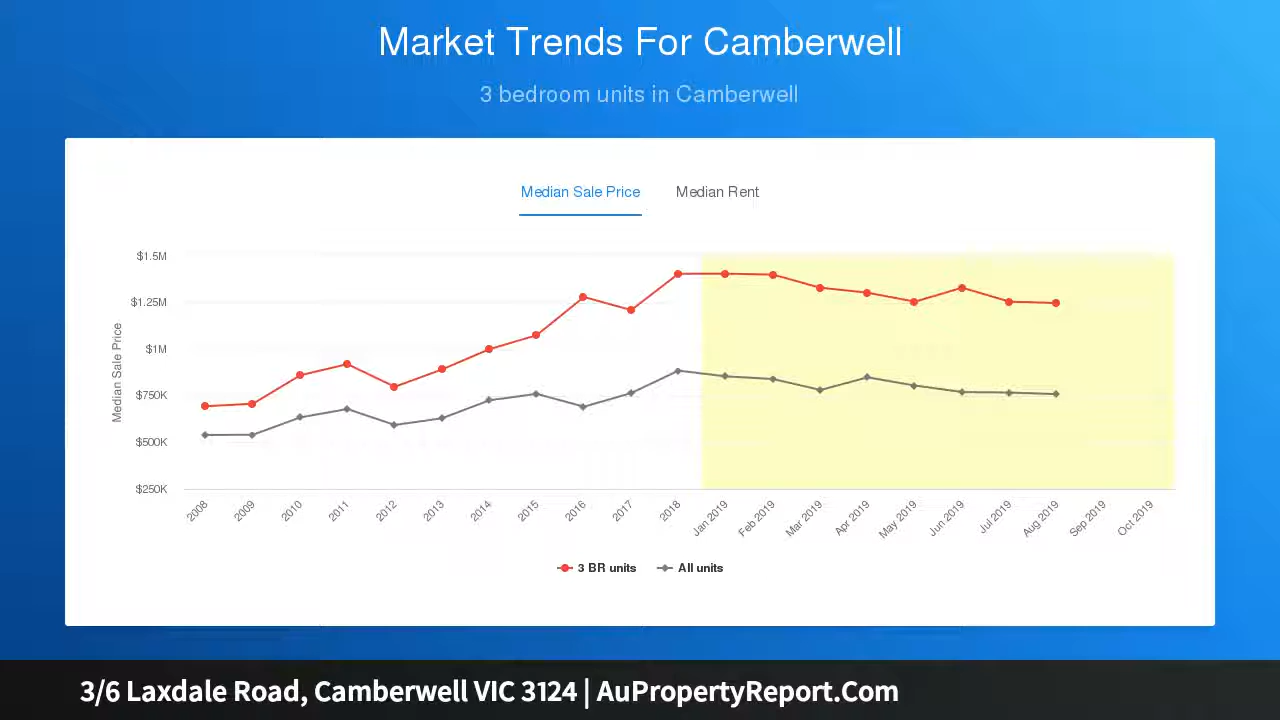 Market Trends For Camberwell
3 bedroom units in Camberwell
Median Sale Price
Median Rent
Median Sale Price
$1.5M
$1.25M
$1M
$750K
$500K
$250K
2008
2009
2010
2011
2012
2013
2014
2015
2016
2017
2018
Jan 2019
Feb 2019
Mar 2019
Apr 2019
May 2019
Jun 2019
Jul 2019
Aug 2019
Sep 2019
Oct 2019
3 BR units
All units
3/6 Laxdale Road, Camberwell VIC 3124 | AuPropertyReport.Com